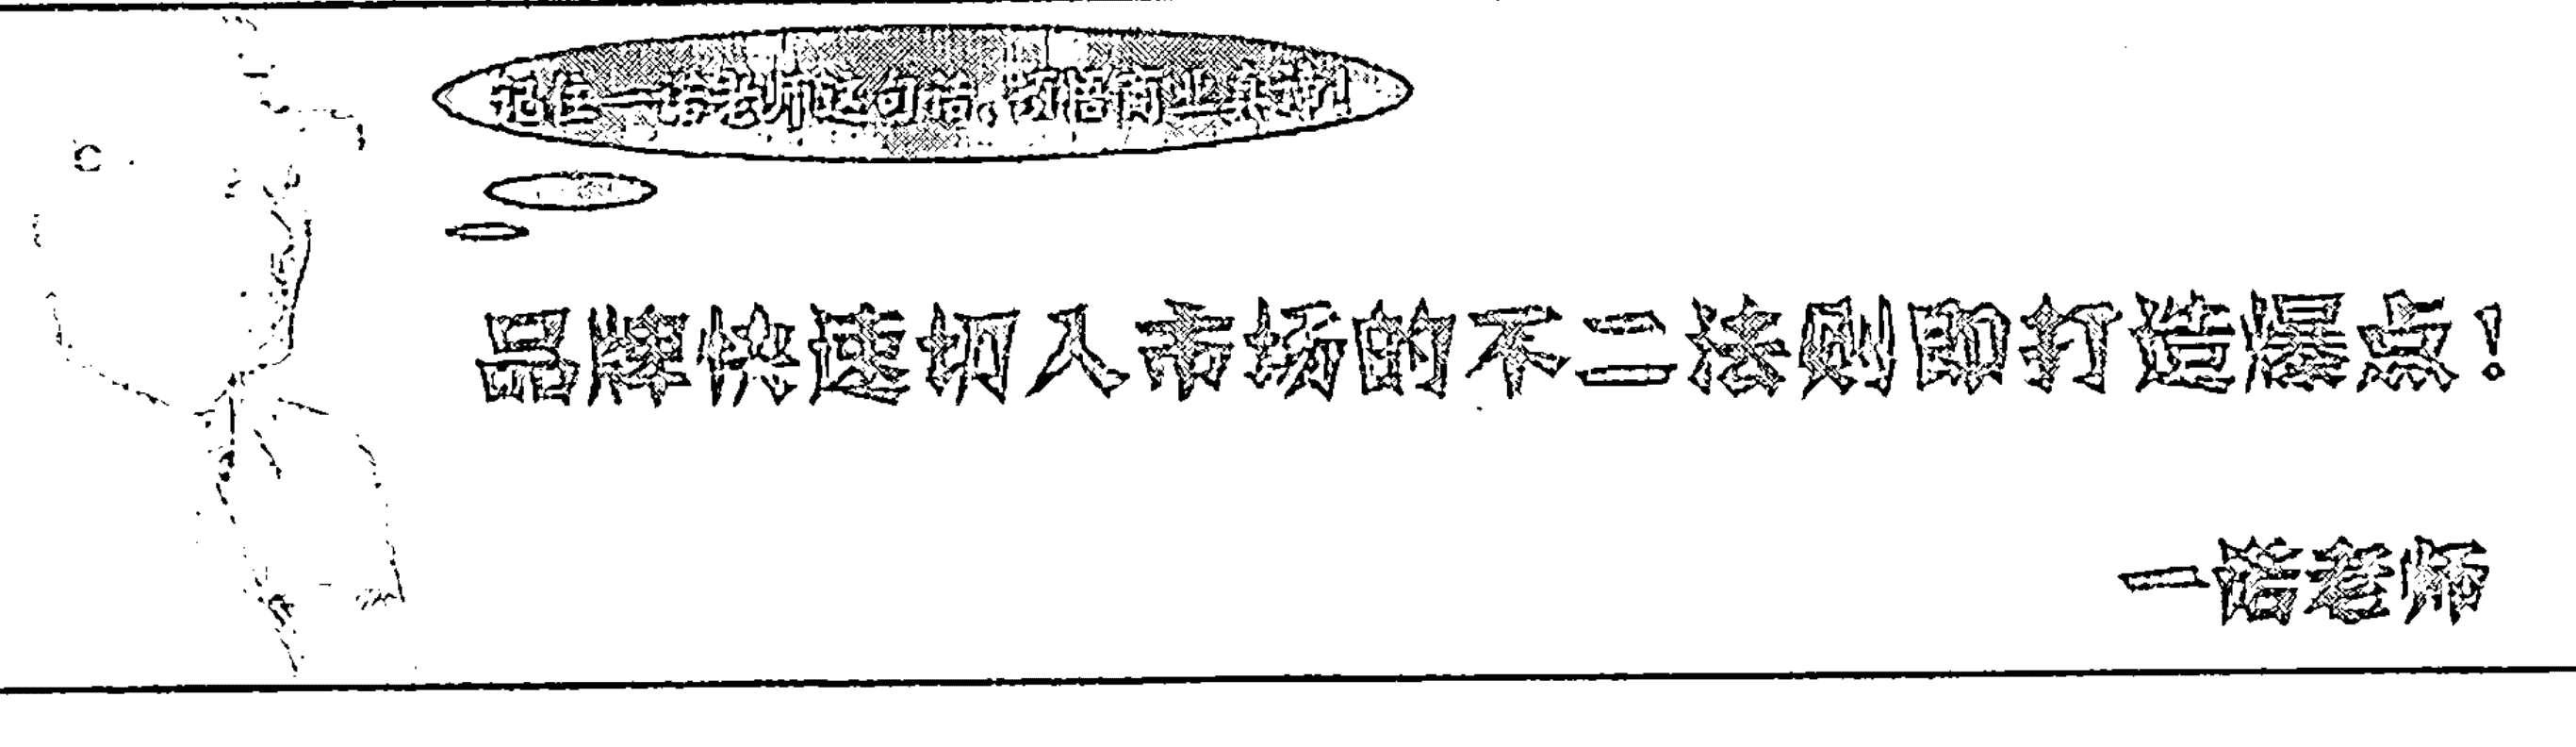 记住一诺老师这句话，顿悟商业真谛！
品牌快速切入市场的不二法则即打造爆点！
一诺老师